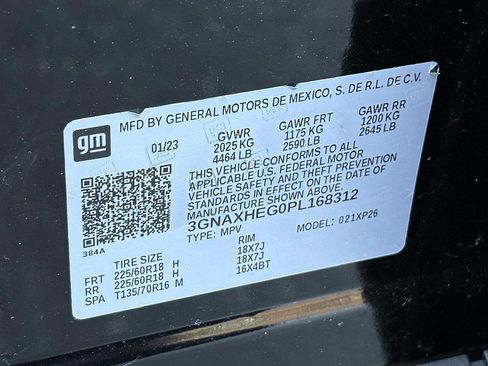 gm
MFD BY GENERAL MOTORS DE MEXICO, S. DE R.L. DE C.V.
01/23 GVWR GAWR FRT GAWR RR
2025 KG 1175 KG 1200 KG
4464 LB 2590 LB 2645 LB
THIS VEHICLE CONFORMS TO ALL
APPLICABLE U.S. FEDERAL MOTOR
VEHICLE SAFETY AND THEFT PREVENTION
STANDARDS IN EFFECT ON THE DATE
OF MANUFACTURE SHOWN ABOVE.
3GNAXHEG0PL168312
TYPE: MPV MODEL: 021XP26
384A
TIRE SIZE RIM
FRT 225/60R18 H 18X7J
RR 225/60R18 H 18X7J
SPA T135/70R16 M 16X4BT